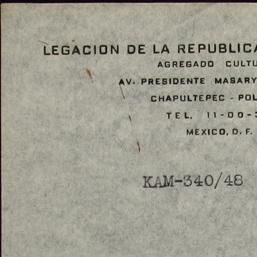 LEGACION DE LA REPUBLICA
AGREGADO CULTU
AV. PRESIDENTE MASARY
CHAPULTEPEC - POL
TEL. 11-00-
MEXICO, D. F.
KAM-340/48